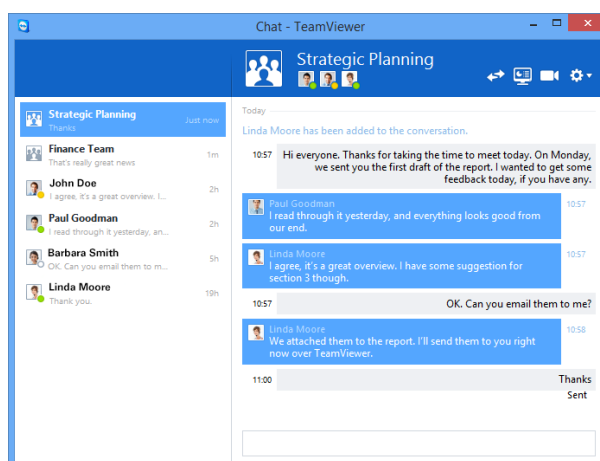 Chat - TeamViewer
Strategic Planning
Strategic Planning
Thanks
Just now
Finance Team
That's really great news
1m
John Doe
I agree, it's a great overview. I...
2h
Paul Goodman
I read through it yesterday, an...
2h
Barbara Smith
OK. Can you email them to m...
5h
Linda Moore
Thank you.
19h
Today
Linda Moore has been added to the conversation.
10:57
Hi everyone. Thanks for taking the time to meet today. On Monday,
we sent you the first draft of the report. I wanted to get some
feedback today, if you have any.
Paul Goodman
10:57
I read through it yesterday, and everything looks good from
our end.
Linda Moore
10:57
I agree, it's a great overview. I have some suggestion for
section 3 though.
10:57
OK. Can you email them to me?
Linda Moore
10:58
We attached them to the report. I'll send them to you right
now over TeamViewer.
11:00
Thanks
Sent